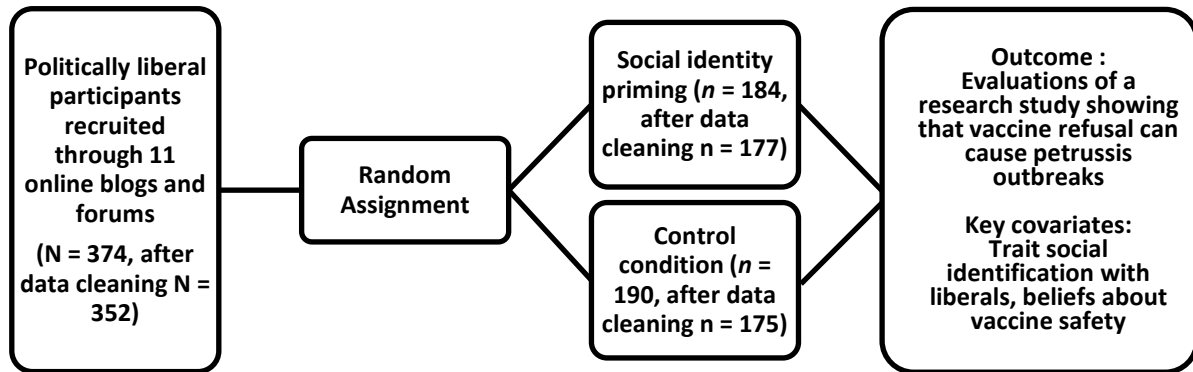 Politically liberal
participants
recruited
through 11
online blogs and
forums
(N = 374, after
data cleaning N =
352)
Random
Assignment
Social identity
priming (n = 184,
after data
cleaning n = 177)
Control
condition (n =
190, after data
cleaning n = 175)
Outcome :
Evaluations of a
research study showing
that vaccine refusal can
cause petrussis
outbreaks
Key covariates:
Trait social
identification with
liberals, beliefs about
vaccine safety